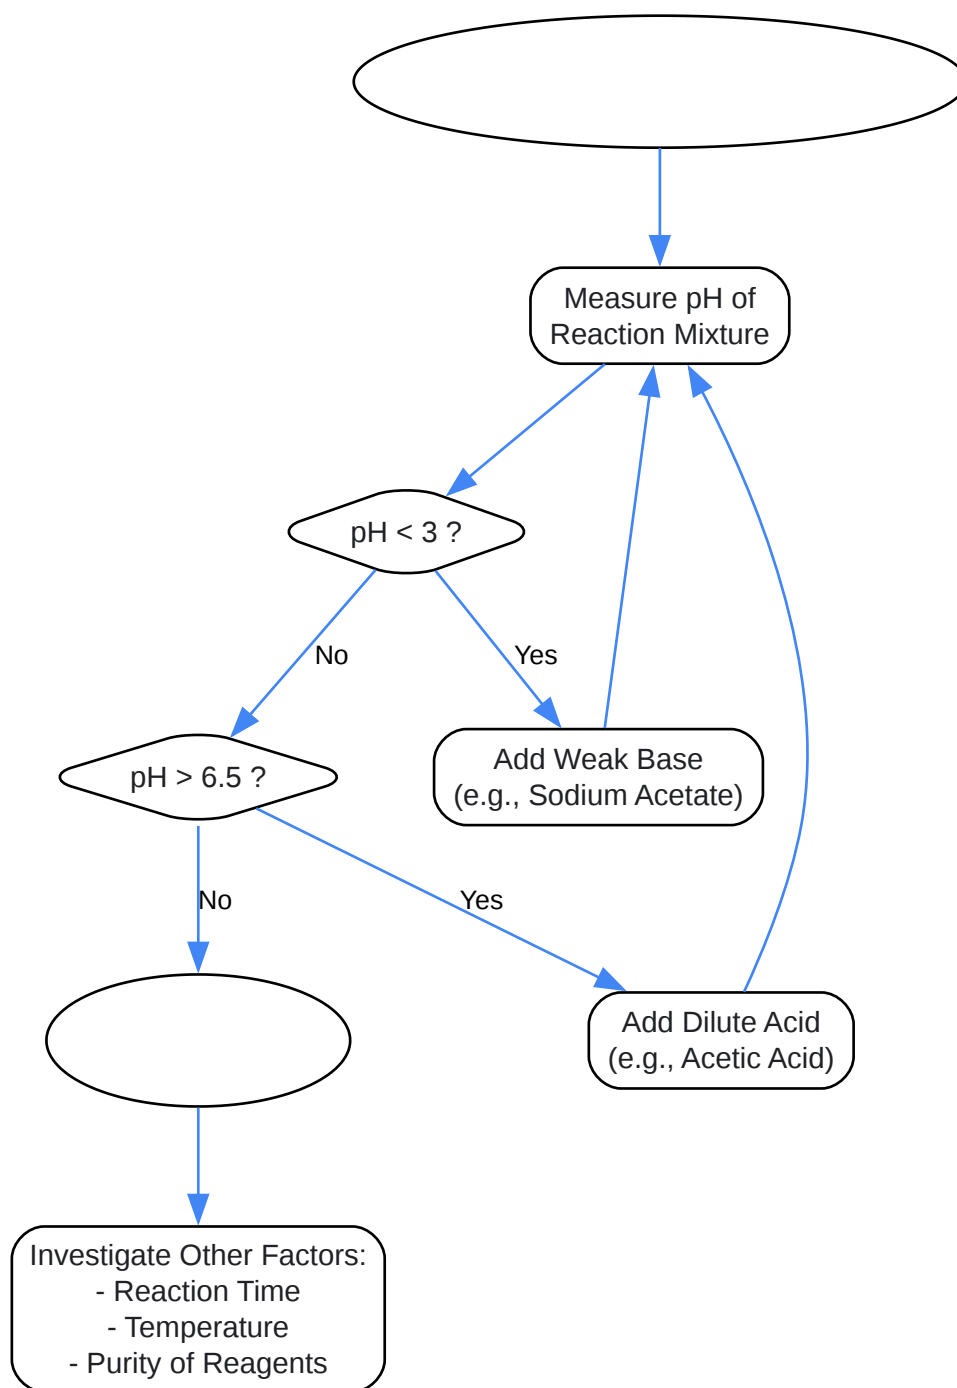 Measure pH of
Reaction Mixture
pH < 3 ?
No
Yes
Add Weak Base
(e.g., Sodium Acetate)
pH > 6.5 ?
No
Yes
Add Dilute Acid
(e.g., Acetic Acid)
Investigate Other Factors:
- Reaction Time
- Temperature
- Purity of Reagents